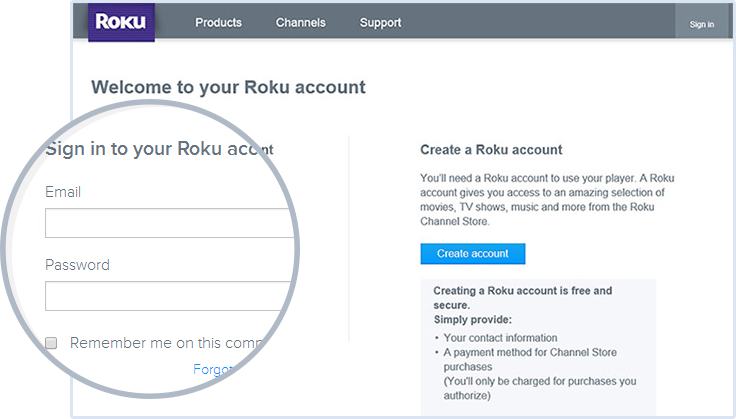 Roku
Products
Channels
Support
Sign in
Welcome to your Roku account
Sign in to your Roku acont
Email
Password
Remember me on this comp
Forgot
Create a Roku account
You'll need a Roku account to use your player. A Roku
account gives you access to an amazing selection of
movies, TV shows, music and more from the Roku
Channel Store.
Create account
Creating a Roku account is free and
secure.
Simply provide:
• Your contact information
• A payment method for Channel Store
purchases
(You'll only be charged for purchases you
authorize)